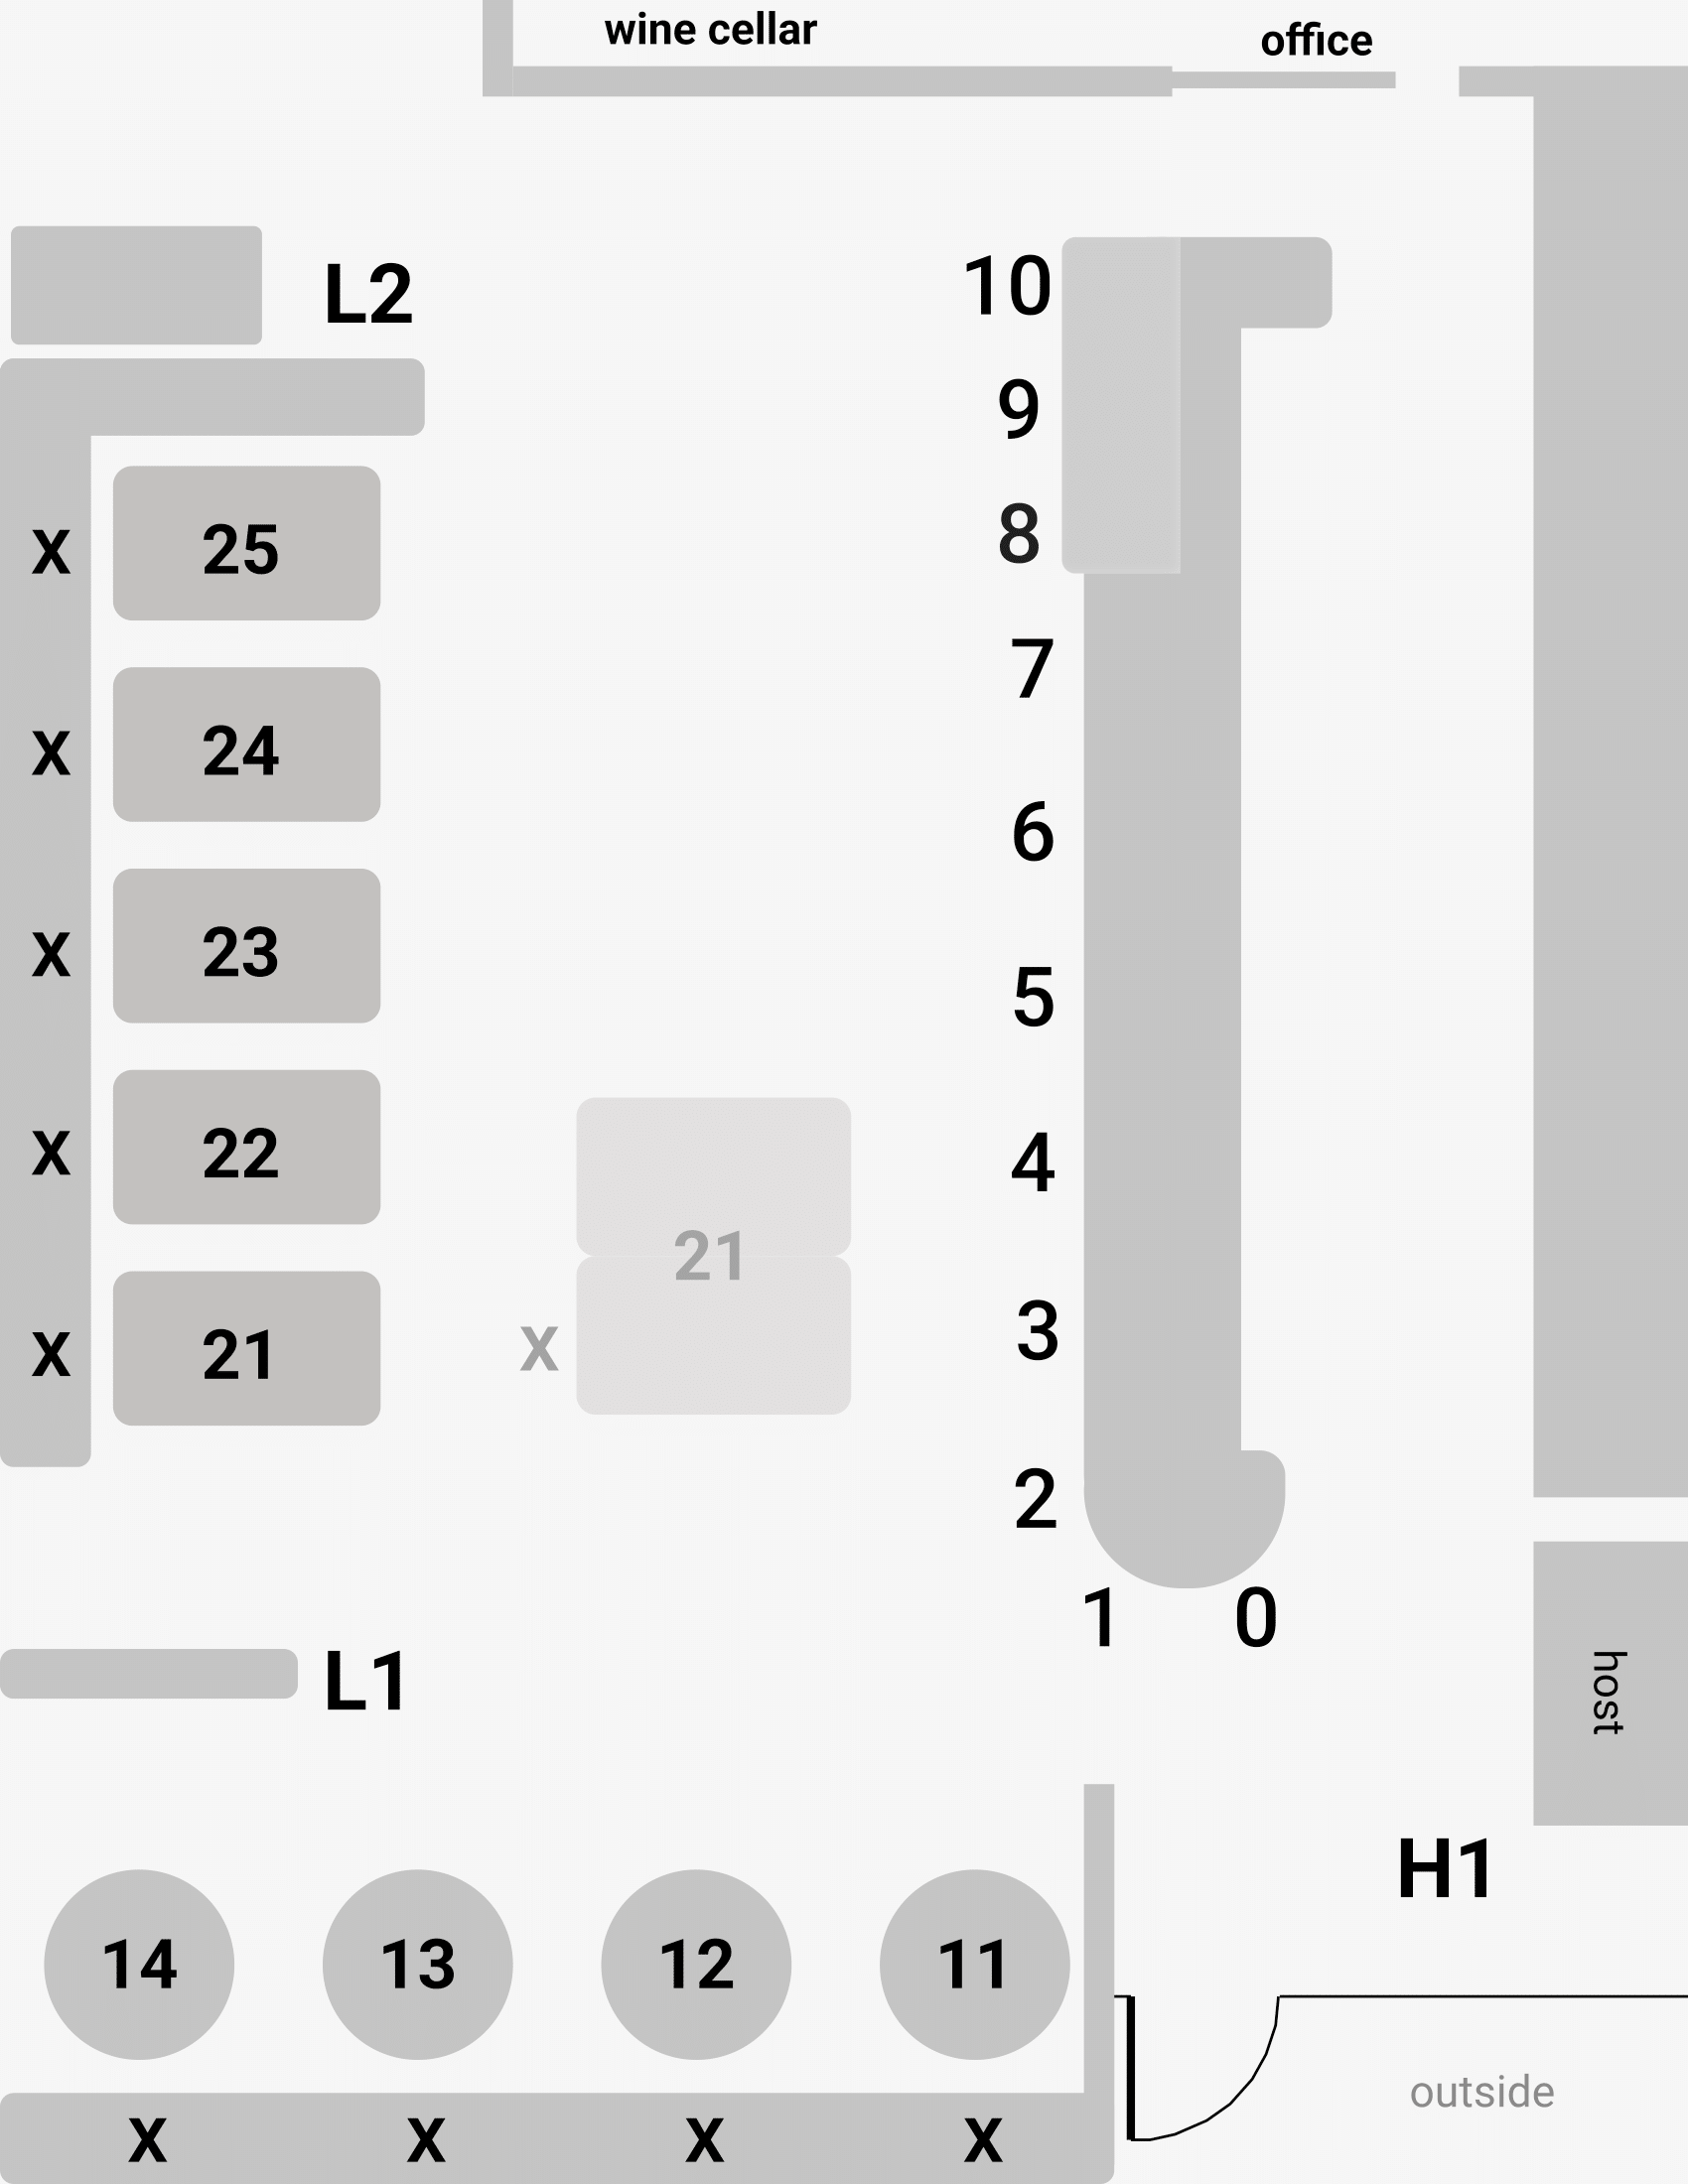 wine cellar
office
L2
10
9
8
X 25
7
X 24
6
X 23
5
X 22
4
21
X 21
X
3
2
1 0
L1
host
H1
14 13 12 11
outside
X X X X